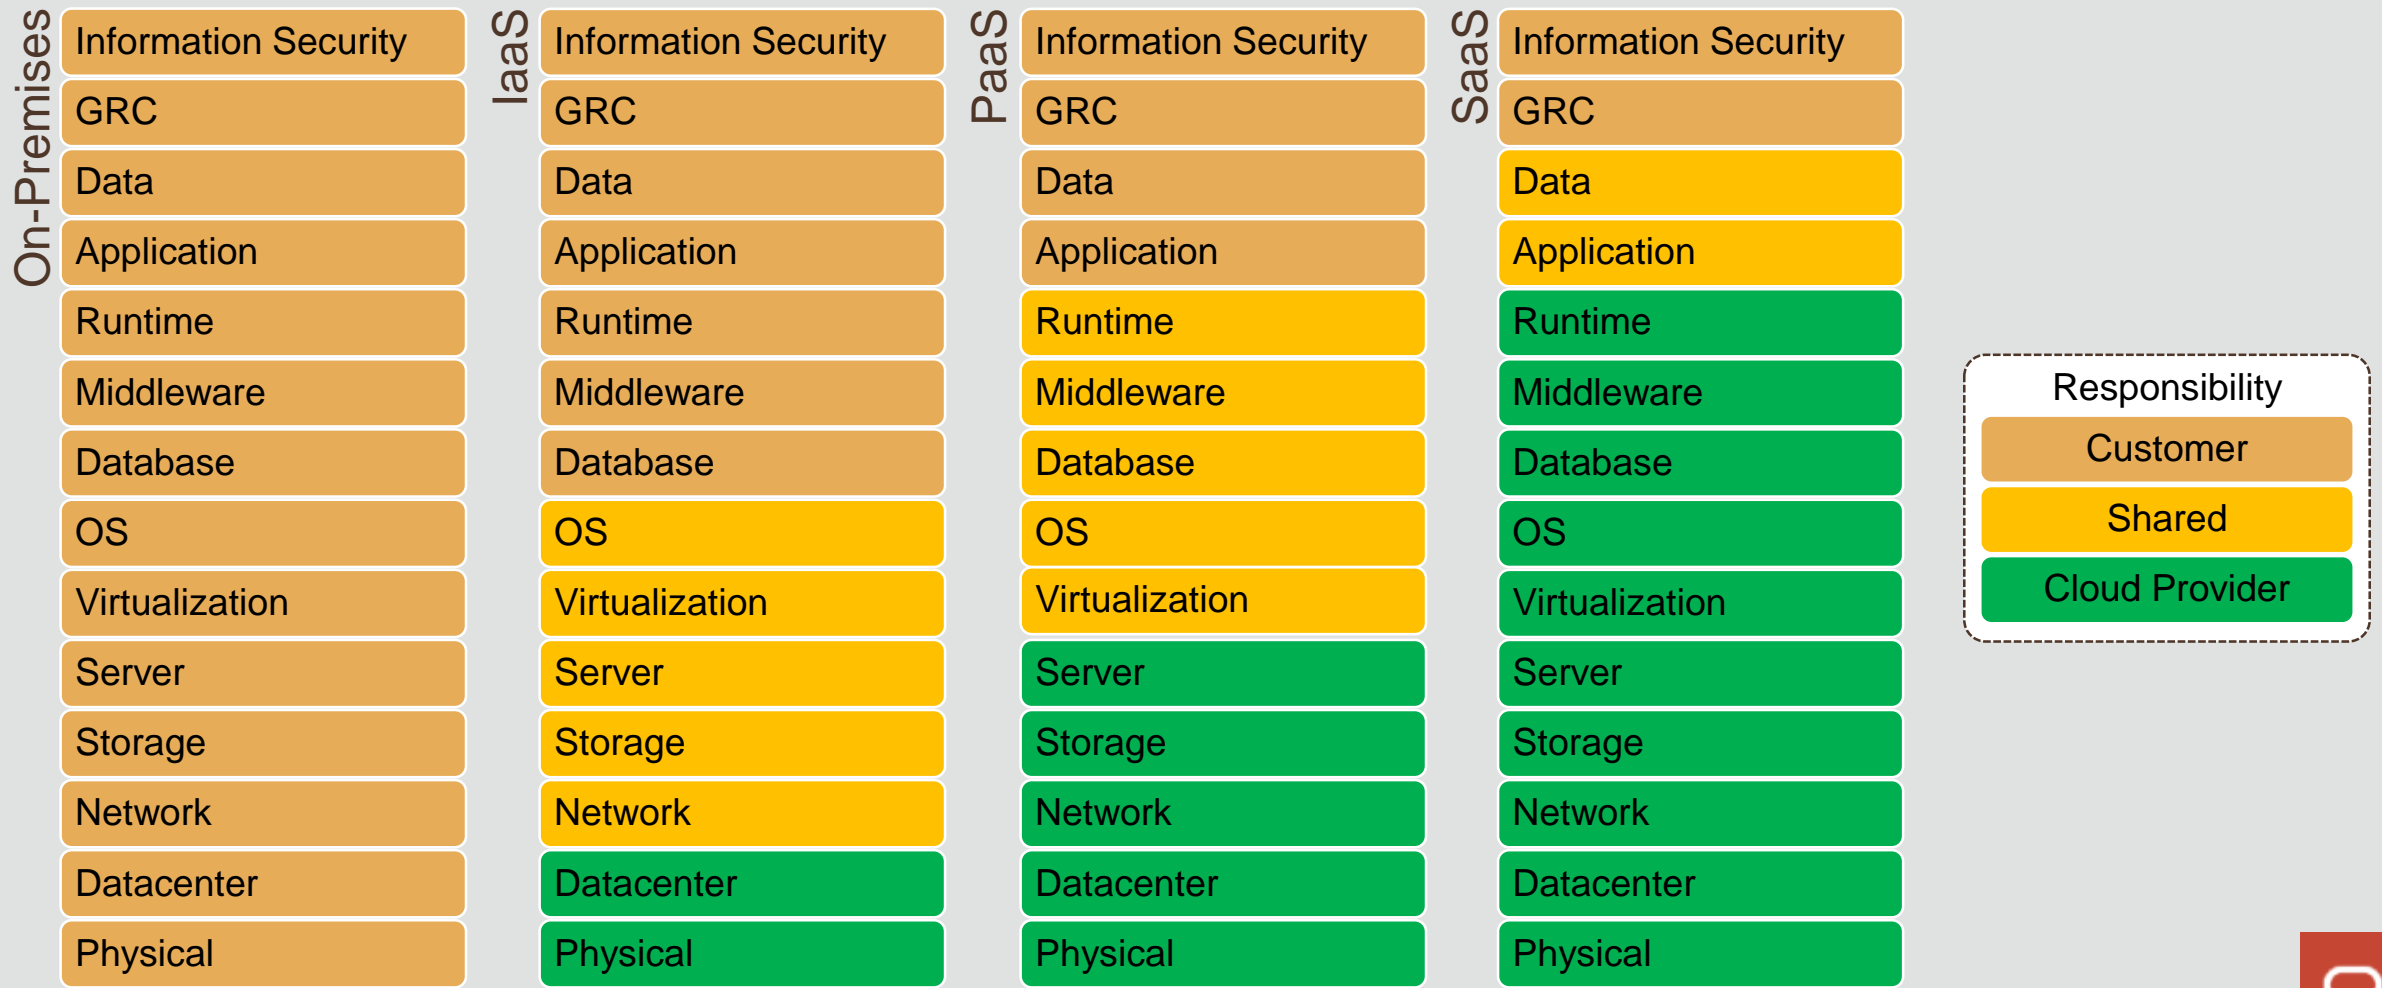 On-Premises
Information Security
GRC
Data
Application
Runtime
Middleware
Database
OS
Virtualization
Server
Storage
Network
Datacenter
Physical
IaaS
Information Security
GRC
Data
Application
Runtime
Middleware
Database
OS
Virtualization
Server
Storage
Network
Datacenter
Physical
PaaS
Information Security
GRC
Data
Application
Runtime
Middleware
Database
OS
Virtualization
Server
Storage
Network
Datacenter
Physical
SaaS
Information Security
GRC
Data
Application
Runtime
Middleware
Database
OS
Virtualization
Server
Storage
Network
Datacenter
Physical
Responsibility
Customer
Shared
Cloud Provider